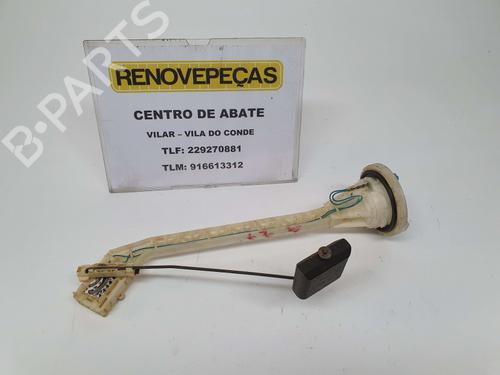 RENOVEPEÇAS
CENTRO DE ABATE
VILAR – VILA DO CONDE
TLF: 229270881
TLM: 916613312
B-PARTS